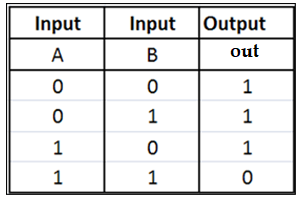 Input Input Output
A B out
0 0 1
0 1 1
1 0 1
1 1 0